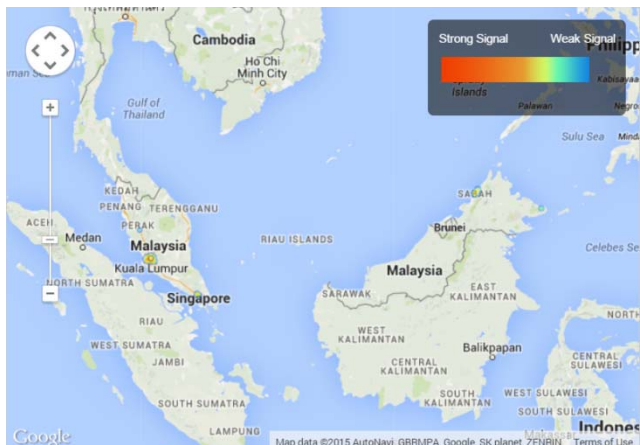 Cambodia
Ho Chi
Minh City
Strong Signal Weak Signal
Philipp
Islands
Kabisayaa
Palawan
Negro
Gulf of
Thailand
Sulu Sea
Mind
KEDAH
PENANG
TERENGGANU
SABAH
ACEH
PERAK
Medan
Malaysia
RIAU ISLANDS
Brunei
Celebes Se
Kuala Lumpur
Malaysia
NORTH SUMATRA
EAST
KALIMANTAN
Singapore
SARAWAK
NORTH
RIAU
WEST
KALIMANTAN
WEST SUMATRA
Balikpapan
JAMBI
CENTRAL
KALIMANTAN
CENTRAL
SULAWESI
SOUTH
KALIMANTAN
WEST SULAWESI
SOUTH SUMATRA
SOUTH SULAWESI
LAMPUNG
Makassar
Indones
Google
Map data ©2015 AutoNavi, GBRMPA, Google, SK planet, ZENRIN
Terms of Use